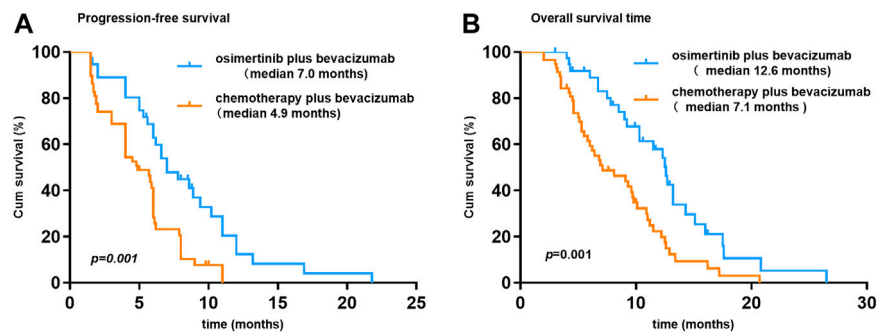 A
Progression-free survival
Cum survival (%)
100
80
60
40
20
0
osimertinib plus bevacizumab
(median 7.0 months)
chemotherapy plus bevacizumab
(median 4.9 months)
p=0.001
0 5 10 15 20 25
time (months)
B
Overall survival time
Cum survival (%)
100
80
60
40
20
0
osimertinib plus bevacizumab
( median 12.6 months)
chemotherapy plus bevacizumab
( median 7.1 months )
p=0.001
0 10 20 30
time (months)